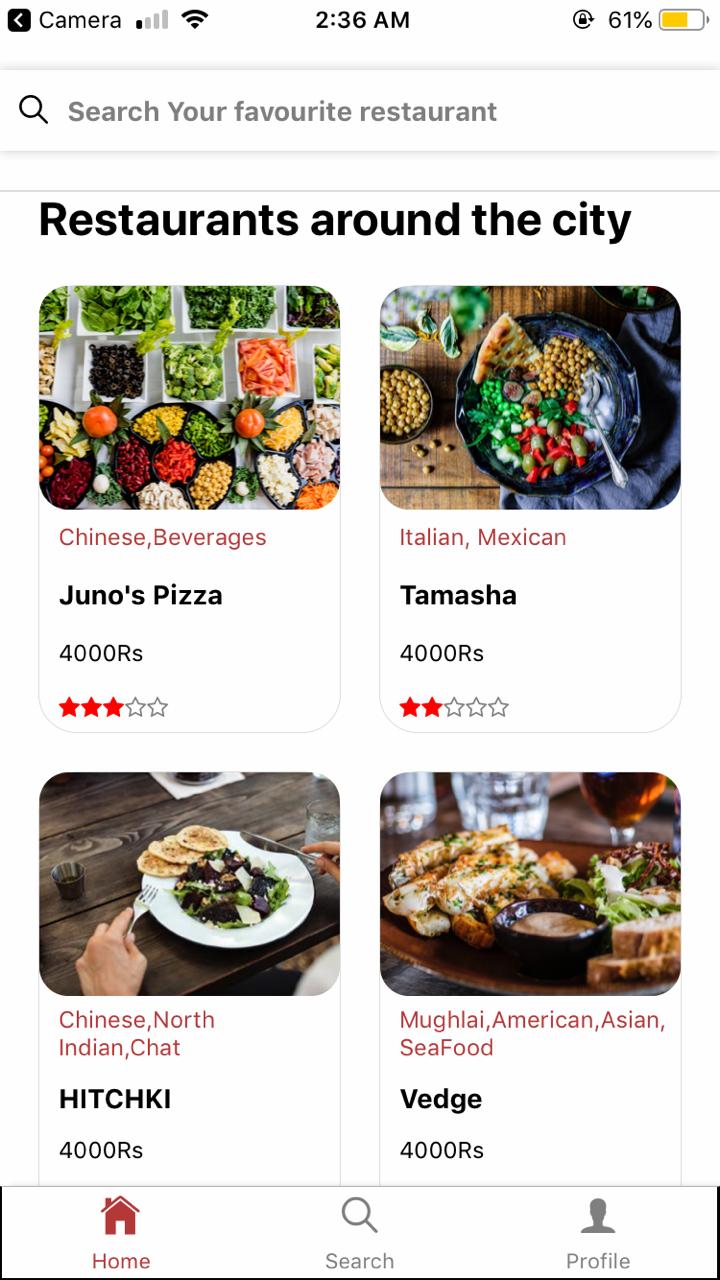 Camera 2:36 AM 61%
Search Your favourite restaurant
Restaurants around the city
Chinese,Beverages
Juno's Pizza
4000Rs
Italian, Mexican
Tamasha
4000Rs
Chinese,North
Indian,Chat
HITCHKI
4000Rs
Mughlai,American,Asian,
SeaFood
Vedge
4000Rs
Home Search Profile